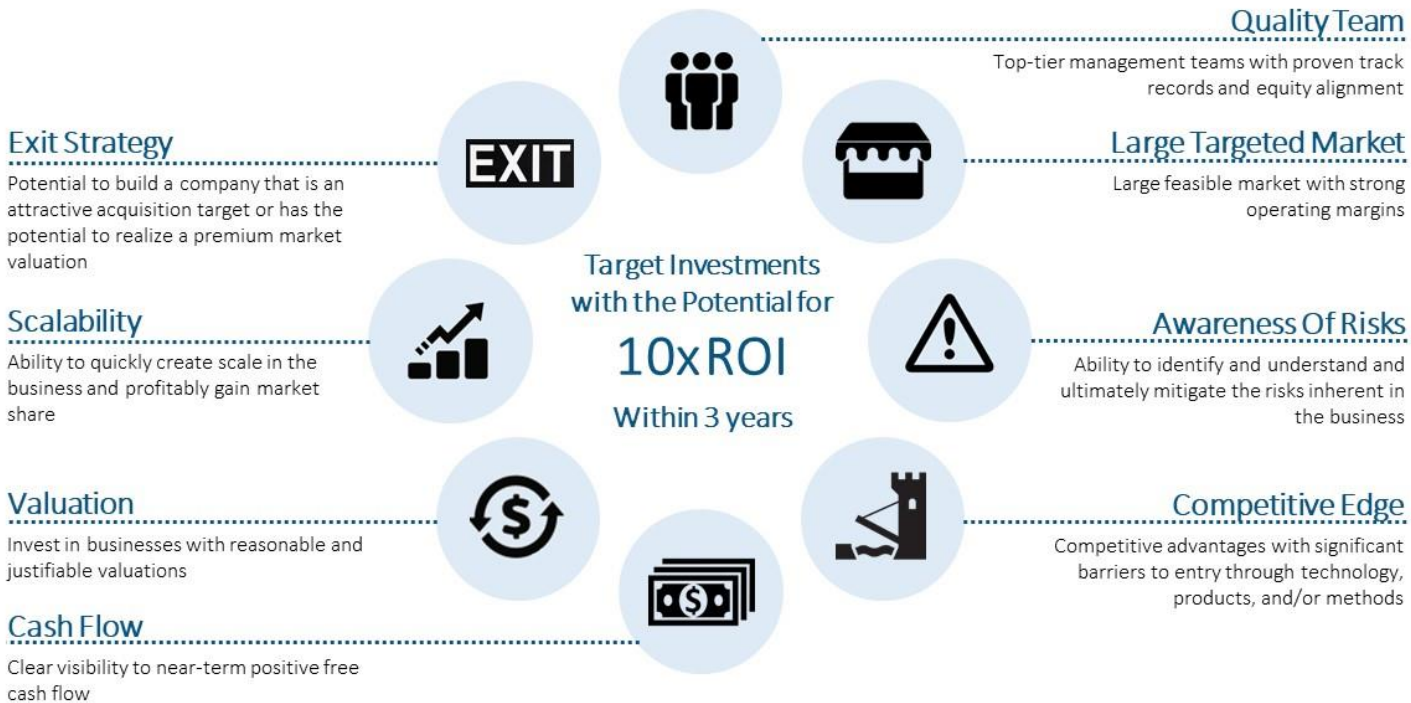 Quality Team
Top-tier management teams with proven track
records and equity alignment
Large Targeted Market
Large feasible market with strong
operating margins
Awareness Of Risks
Ability to identify and understand and
ultimately mitigate the risks inherent in
the business
Competitive Edge
Competitive advantages with significant
barriers to entry through technology,
products, and/or methods
Exit Strategy
Potential to build a company that is an
attractive acquisition target or has the
potential to realize a premium market
valuation
EXIT
Scalability
Ability to quickly create scale in the
business and profitably gain market
share
Valuation
Invest in businesses with reasonable and
justifiable valuations
$
Cash Flow
Clear visibility to near-term positive free
cash flow
$
Target Investments
with the Potential for
10x ROI
Within 3 years